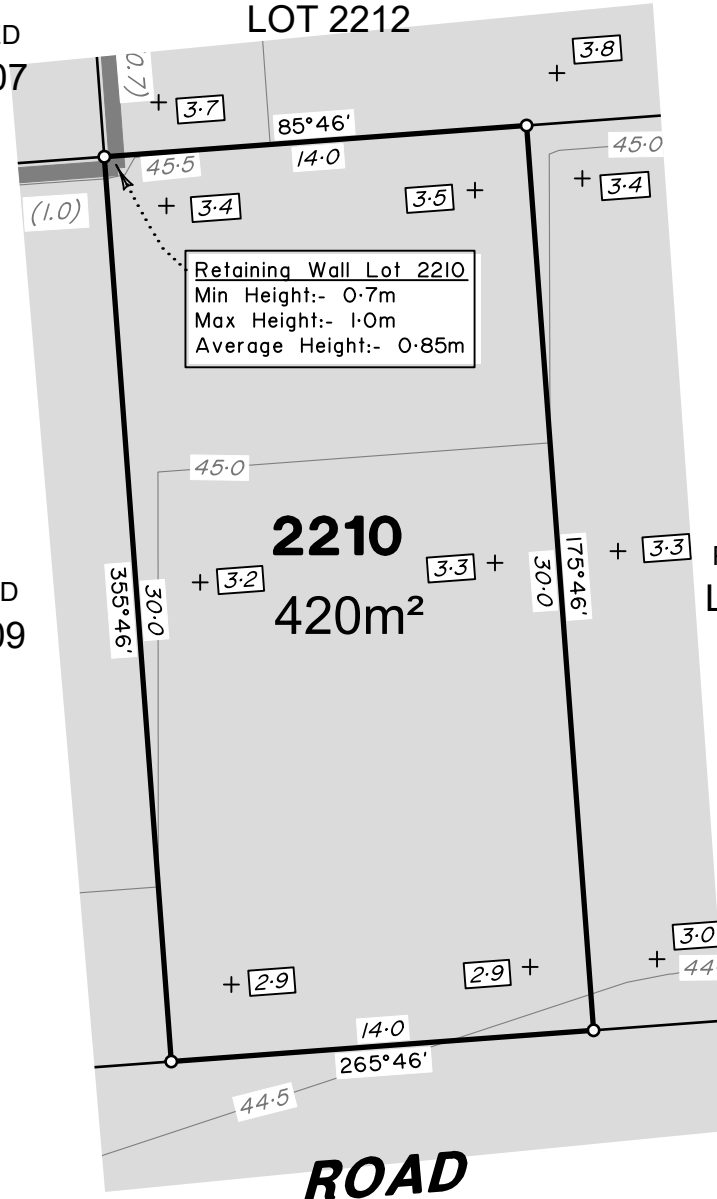 LOT 2212
D
07
0.7)
3.7
3.8
85°46'
14.0
45.5
45.0
(1.0)
3.4
3.5
3.4
Retaining Wall Lot 2210
Min Height:- 0.7m
Max Height:- 1.0m
Average Height:- 0.85m
45.0
2210
420m²
3.2
3.3
3.3
355°46'
30.0
30.0
175°46'
D
09
L
2.9
2.9
3.0
44.
14.0
265°46'
44.5
ROAD